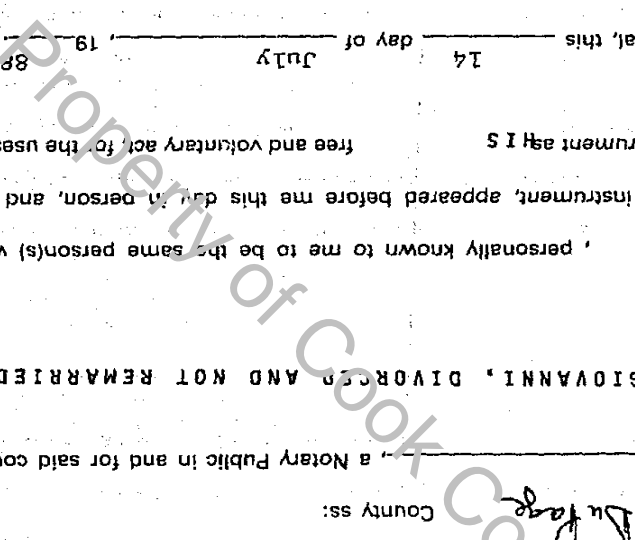 Du Page County ss:
, a Notary Public in and for said cou
GIOVANNI, DIVORCED AND NOT REMARRIED
, personally known to me to be the same person(s) w
instrument, appeared before me this day in person, and
rument as HIS free and voluntary act, for the uses
al, this 14 day of July, 19 88.
Property of Cook Co